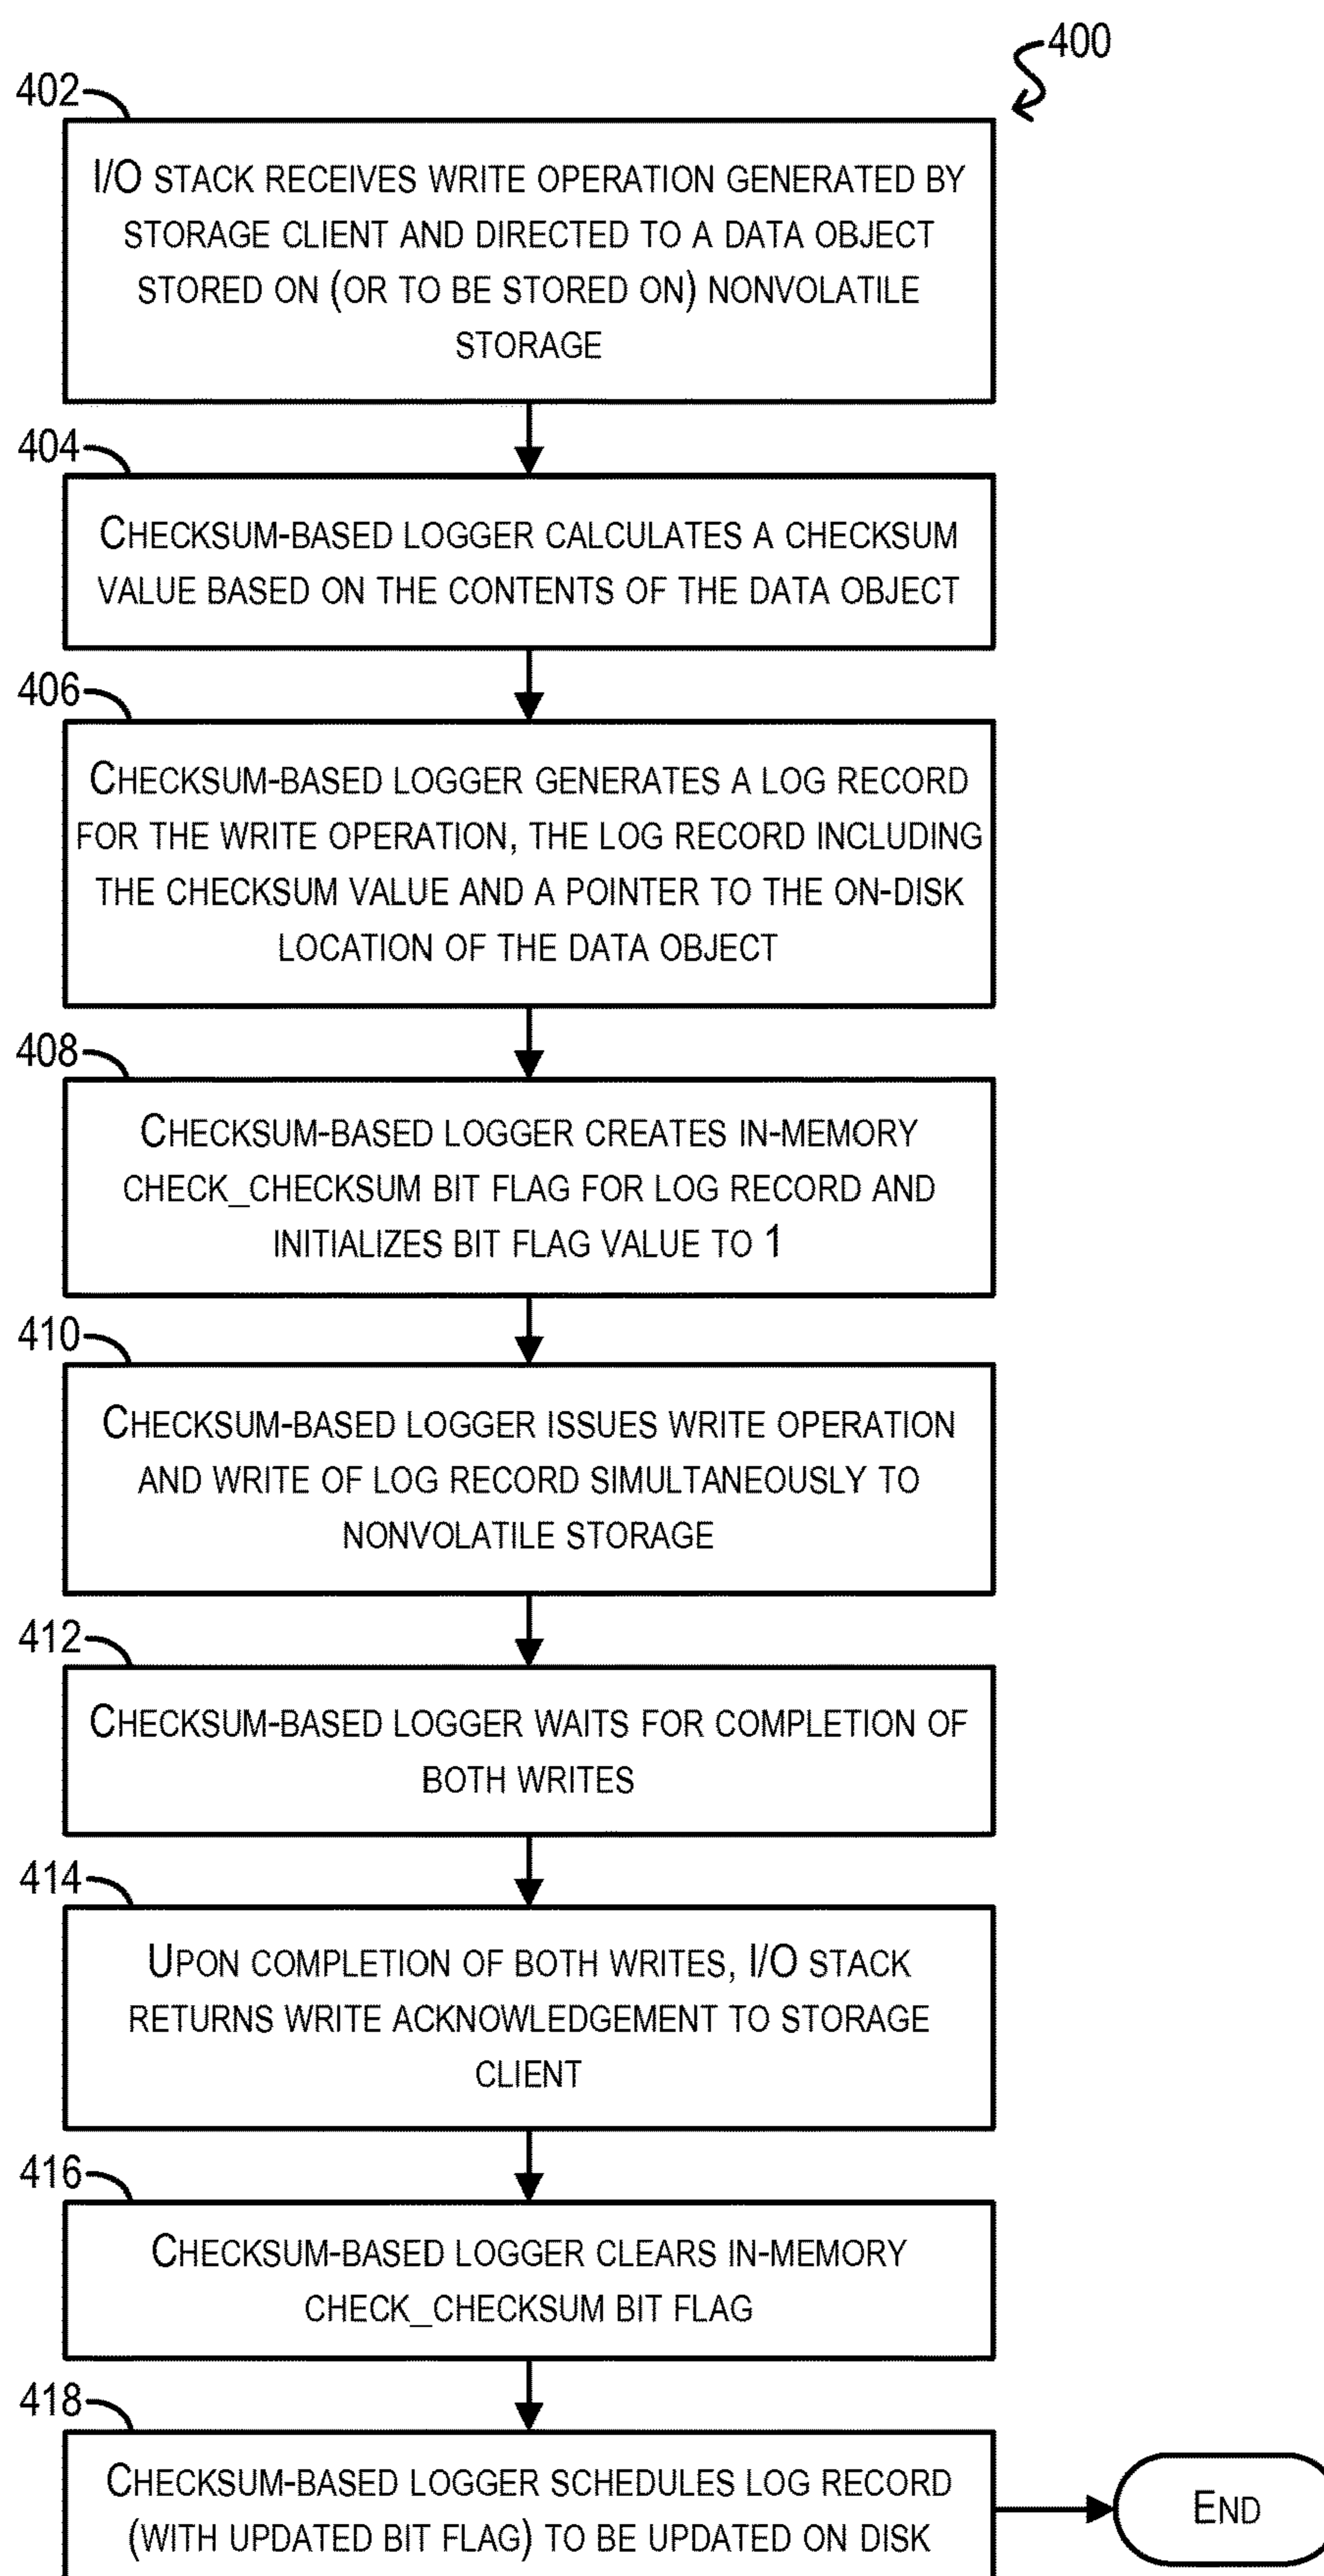 400
402
I/O STACK RECEIVES WRITE OPERATION GENERATED BY
STORAGE CLIENT AND DIRECTED TO A DATA OBJECT
STORED ON (OR TO BE STORED ON) NONVOLATILE
STORAGE
404
CHECKSUM-BASED LOGGER CALCULATES A CHECKSUM
VALUE BASED ON THE CONTENTS OF THE DATA OBJECT
406
CHECKSUM-BASED LOGGER GENERATES A LOG RECORD
FOR THE WRITE OPERATION, THE LOG RECORD INCLUDING
THE CHECKSUM VALUE AND A POINTER TO THE ON-DISK
LOCATION OF THE DATA OBJECT
408
CHECKSUM-BASED LOGGER CREATES IN-MEMORY
CHECK_CHECKSUM BIT FLAG FOR LOG RECORD AND
INITIALIZES BIT FLAG VALUE TO 1
410
CHECKSUM-BASED LOGGER ISSUES WRITE OPERATION
AND WRITE OF LOG RECORD SIMULTANEOUSLY TO
NONVOLATILE STORAGE
412
CHECKSUM-BASED LOGGER WAITS FOR COMPLETION OF
BOTH WRITES
414
UPON COMPLETION OF BOTH WRITES, I/O STACK
RETURNS WRITE ACKNOWLEDGEMENT TO STORAGE
CLIENT
416
CHECKSUM-BASED LOGGER CLEARS IN-MEMORY
CHECK_CHECKSUM BIT FLAG
418
CHECKSUM-BASED LOGGER SCHEDULES LOG RECORD
(WITH UPDATED BIT FLAG) TO BE UPDATED ON DISK
END